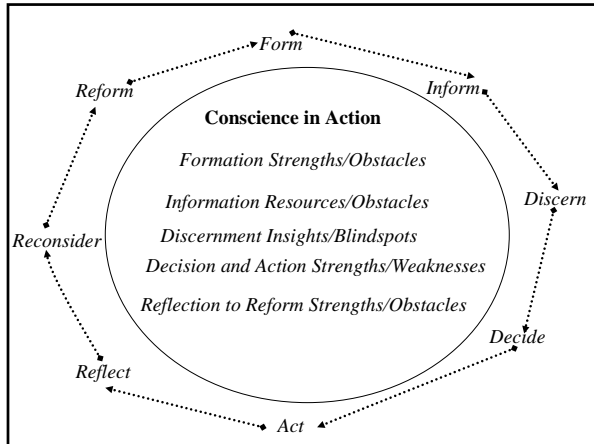 Form
Inform
Discern
Decide
Act
Reflect
Reconsider
Reform
Conscience in Action
Formation Strengths/Obstacles
Information Resources/Obstacles
Discernment Insights/Blindspots
Decision and Action Strengths/Weaknesses
Reflection to Reform Strengths/Obstacles